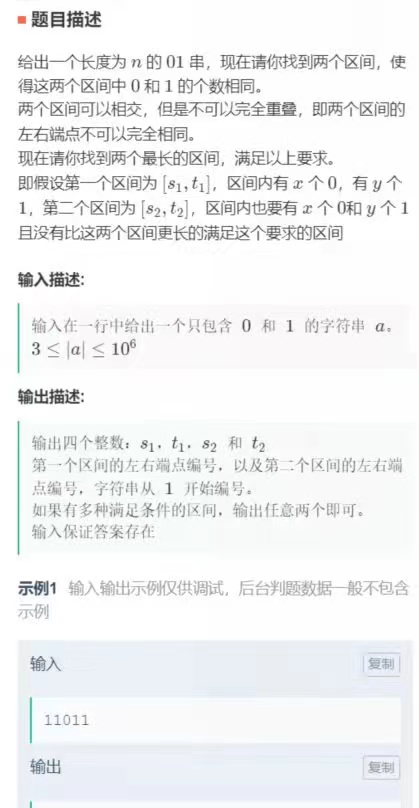 题目描述
给出一个长度为 n 的 01 串，现在请你找到两个区间，使
得这两个区间中 0 和 1 的个数相同。
两个区间可以相交，但是不可以完全重叠，即两个区间的
左右端点不可以完全相同。
现在请你找到两个最长的区间，满足以上要求。
即假设第一个区间为 [s₁, t₁]，区间内有 x 个 0，有 y 个
1，第二个区间为 [s₂, t₂]，区间内也要有 x 个 0和 y 个 1
且没有比这两个区间更长的满足这个要求的区间
输入描述:
输入在一行中给出一个只包含 0 和 1 的字符串 a。
3 ≤ |a| ≤ 10⁶
输出描述:
输出四个整数：s₁，t₁，s₂ 和 t₂
第一个区间的左右端点编号，以及第二个区间的左右端
点编号，字符串从 1 开始编号。
如果有多种满足条件的区间，输出任意两个即可。
输入保证答案存在
示例1 输入输出示例仅供调试，后台判题数据一般不包含
示例
输入 复制
11011
输出 复制